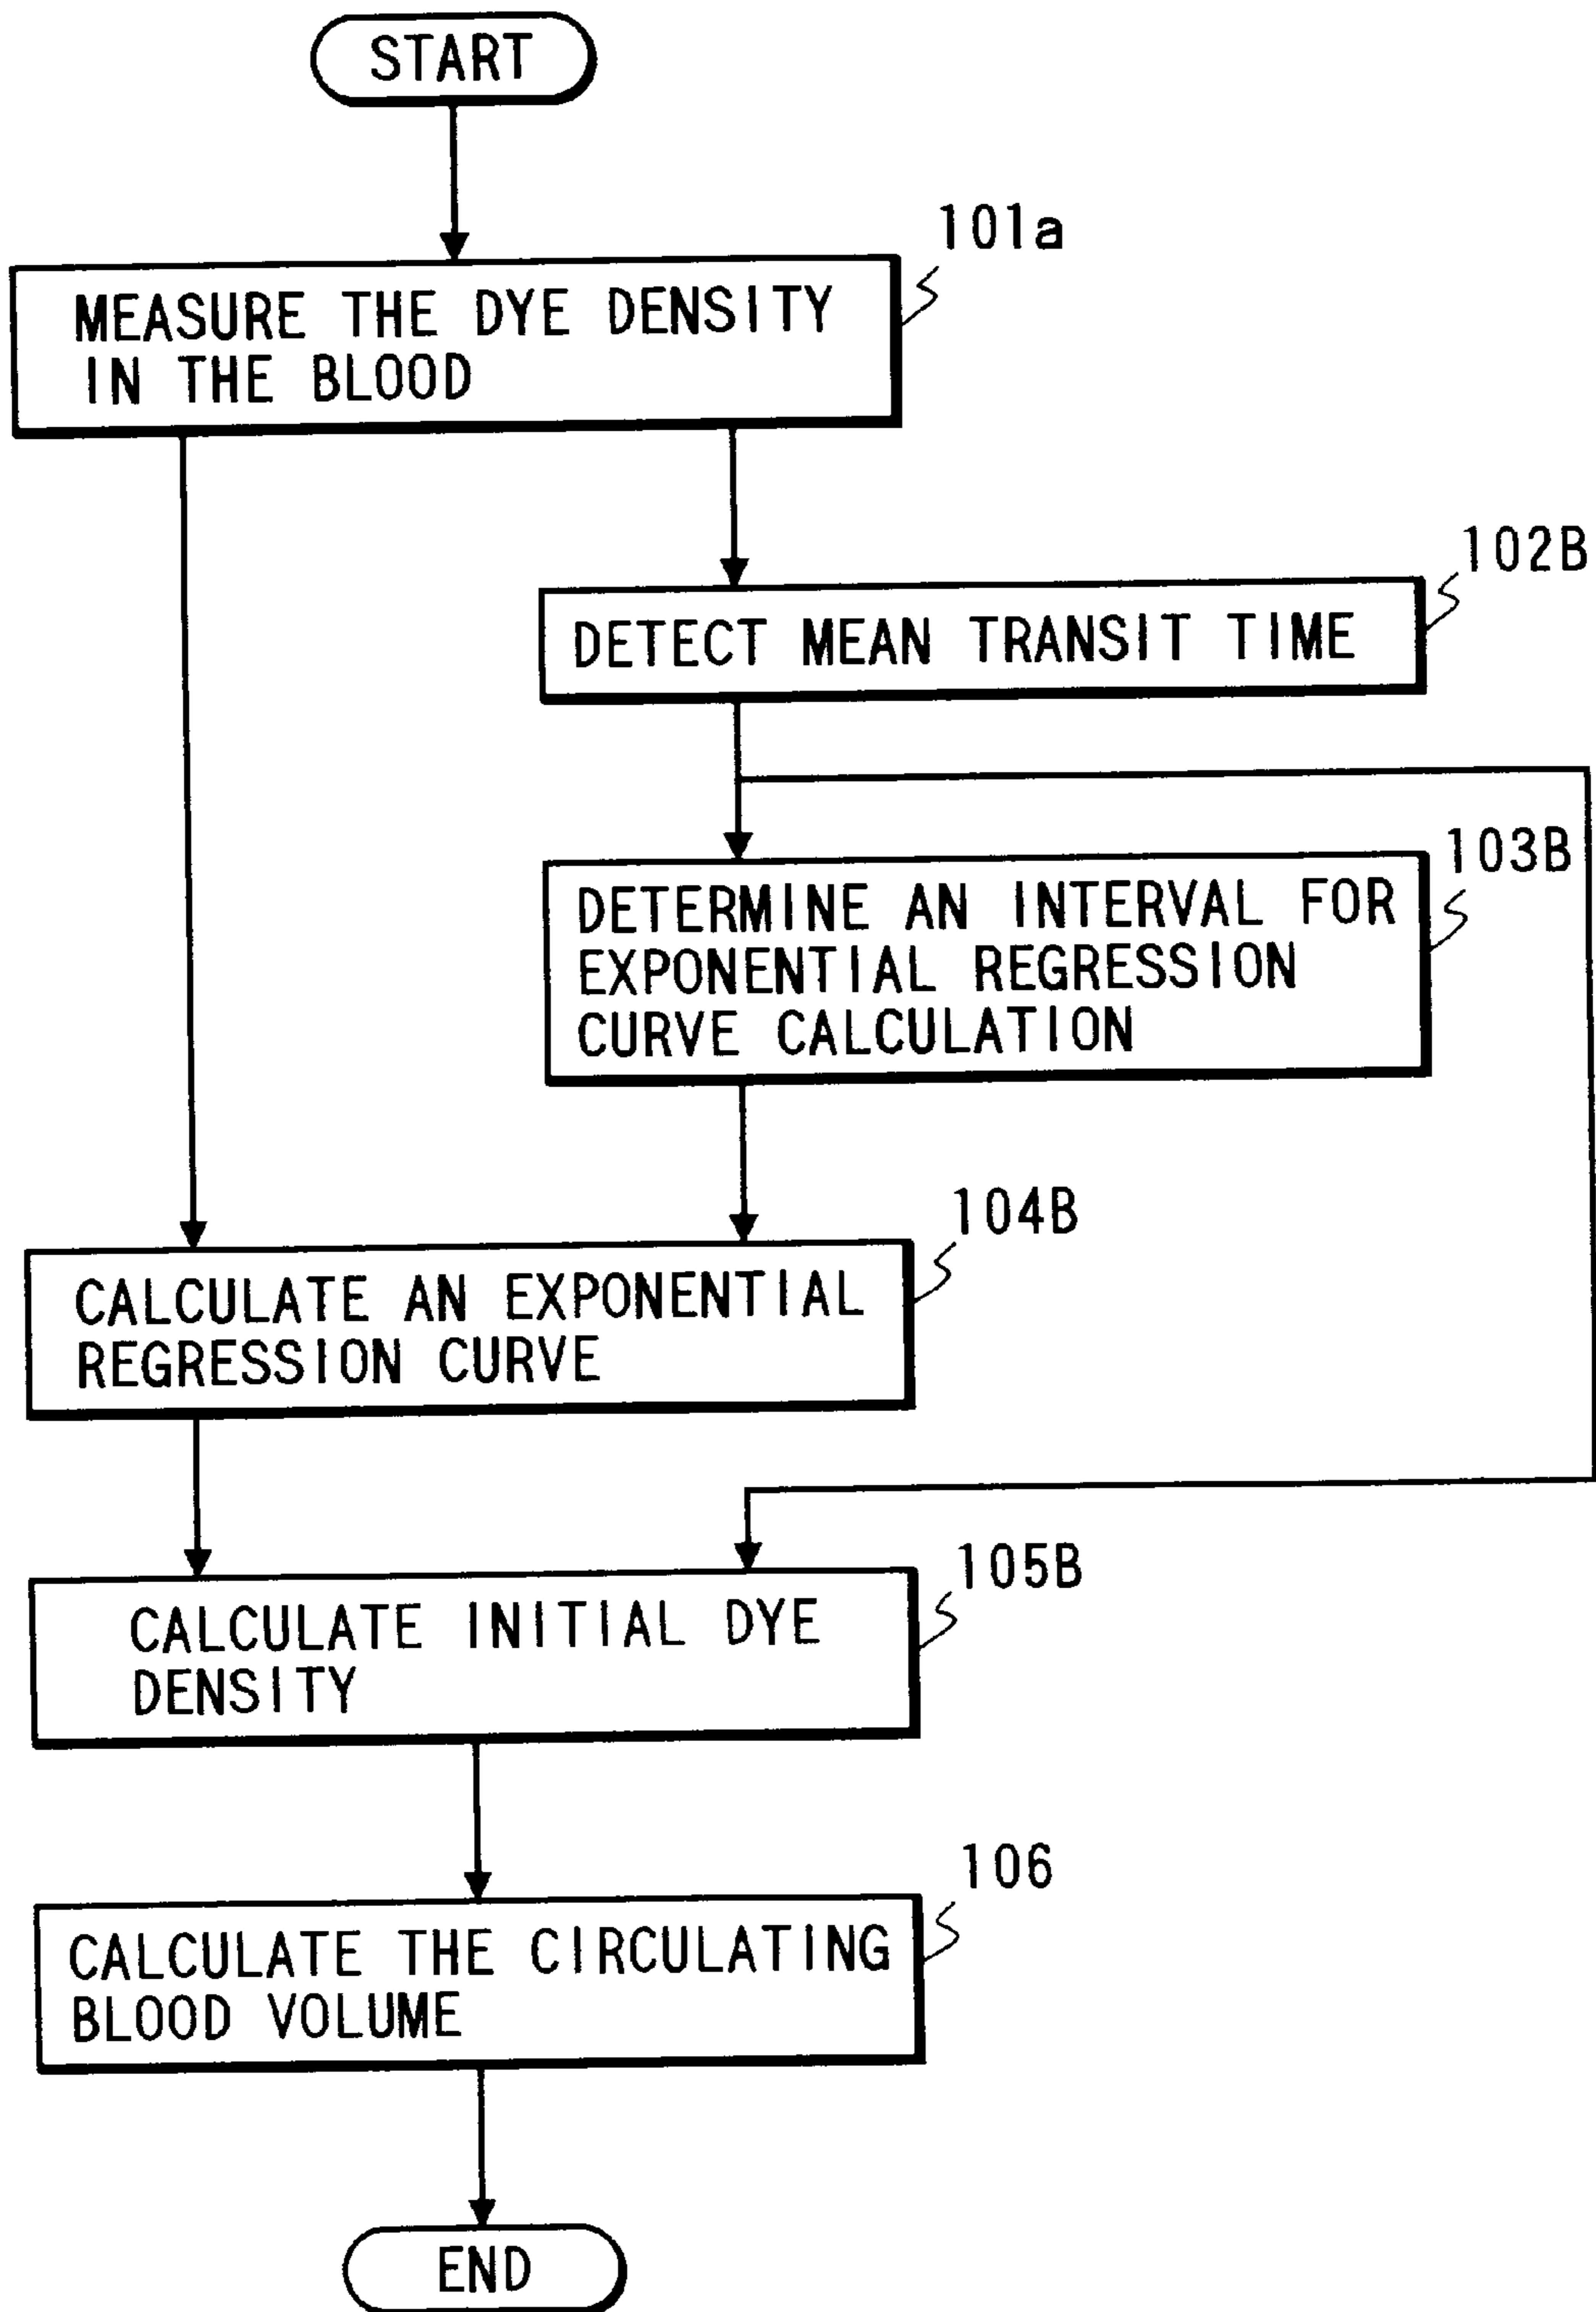 START
101a
MEASURE THE DYE DENSITY
IN THE BLOOD
102B
DETECT MEAN TRANSIT TIME
103B
DETERMINE AN INTERVAL FOR
EXPONENTIAL REGRESSION
CURVE CALCULATION
104B
CALCULATE AN EXPONENTIAL
REGRESSION CURVE
105B
CALCULATE INITIAL DYE
DENSITY
106
CALCULATE THE CIRCULATING
BLOOD VOLUME
END